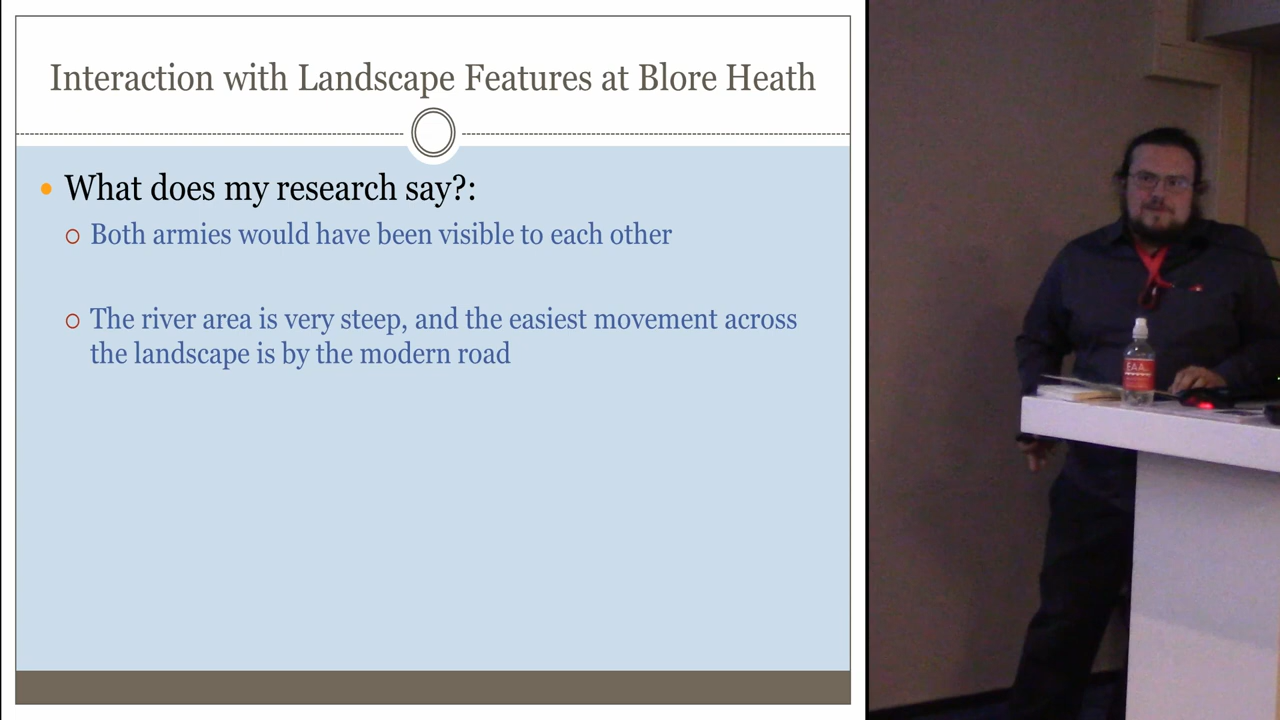 Interaction with Landscape Features at Blore Heath
What does my research say?:
Both armies would have been visible to each other
The river area is very steep, and the easiest movement across
the landscape is by the modern road
EAA